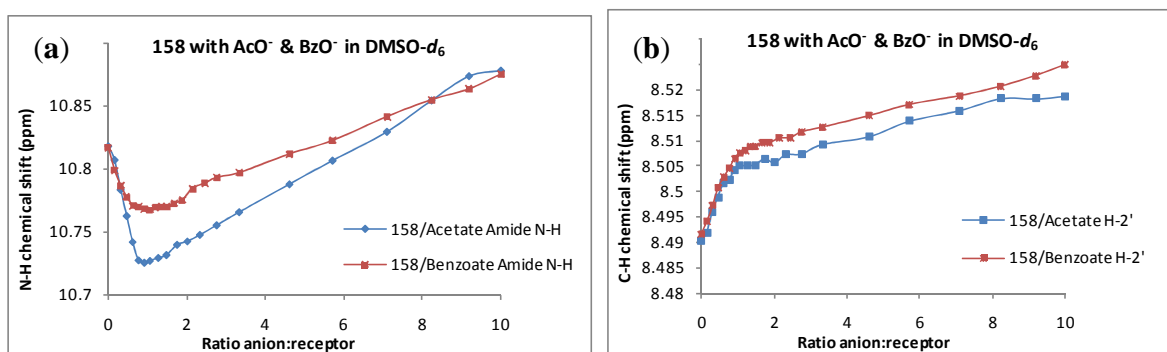 (a)
158 with AcO⁻ & BzO⁻ in DMSO-d₆
N-H chemical shift (ppm)
10.85
10.8
10.75
10.7
0 2 4 6 8 10
Ratio anion:receptor
158/Acetate Amide N-H
158/Benzoate Amide N-H
(b)
158 with AcO⁻ & BzO⁻ in DMSO-d₆
C-H chemical shift (ppm)
8.52
8.515
8.51
8.505
8.5
8.495
8.49
8.485
8.48
0 2 4 6 8 10
Ratio anion:receptor
158/Acetate H-2'
158/Benzoate H-2'